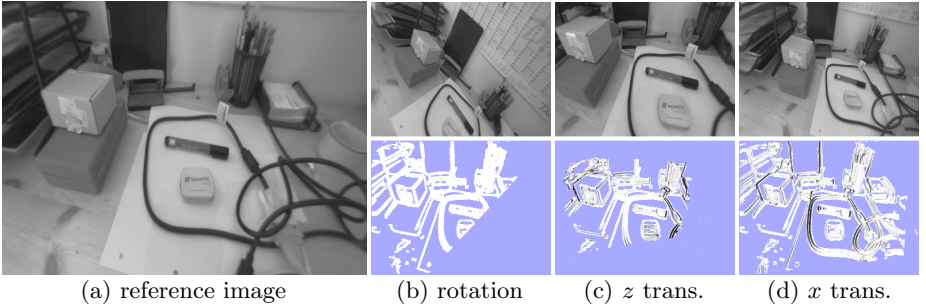 (a) reference image
(b) rotation
(c) z trans.
(d) x trans.